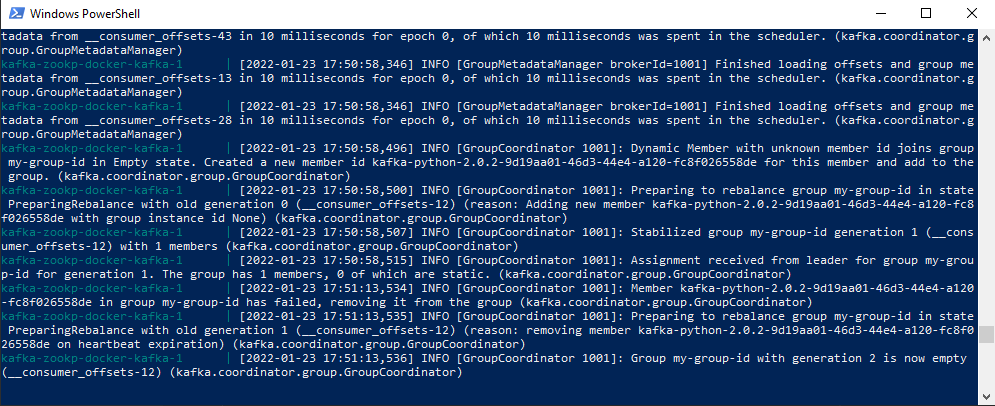 Windows PowerShell
tadata from __consumer_offsets-43 in 10 milliseconds for epoch 0, of which 10 milliseconds was spent in the scheduler. (kafka.coordinator.g
roup.GroupMetadataManager)
kafka-zookp-docker-kafka-1 | [2022-01-23 17:50:58,346] INFO [GroupMetadataManager brokerId=1001] Finished loading offsets and group me
tadata from __consumer_offsets-13 in 10 milliseconds for epoch 0, of which 10 milliseconds was spent in the scheduler. (kafka.coordinator.g
roup.GroupMetadataManager)
kafka-zookp-docker-kafka-1 | [2022-01-23 17:50:58,346] INFO [GroupMetadataManager brokerId=1001] Finished loading offsets and group me
tadata from __consumer_offsets-28 in 10 milliseconds for epoch 0, of which 10 milliseconds was spent in the scheduler. (kafka.coordinator.g
roup.GroupMetadataManager)
kafka-zookp-docker-kafka-1 | [2022-01-23 17:50:58,496] INFO [GroupCoordinator 1001]: Dynamic Member with unknown member id joins group
my-group-id in Empty state. Created a new member id kafka-python-2.0.2-9d19aa01-46d3-44e4-a120-fc8f026558de for this member and add to the
group. (kafka.coordinator.group.GroupCoordinator)
kafka-zookp-docker-kafka-1 | [2022-01-23 17:50:58,500] INFO [GroupCoordinator 1001]: Preparing to rebalance group my-group-id in state
PreparingRebalance with old generation 0 (__consumer_offsets-12) (reason: Adding new member kafka-python-2.0.2-9d19aa01-46d3-44e4-a120-fc8
f026558de with group instance id None) (kafka.coordinator.group.GroupCoordinator)
kafka-zookp-docker-kafka-1 | [2022-01-23 17:50:58,507] INFO [GroupCoordinator 1001]: Stabilized group my-group-id generation 1 (__cons
umer_offsets-12) with 1 members (kafka.coordinator.group.GroupCoordinator)
kafka-zookp-docker-kafka-1 | [2022-01-23 17:50:58,515] INFO [GroupCoordinator 1001]: Assignment received from leader for group my-grou
p-id for generation 1. The group has 1 members, 0 of which are static. (kafka.coordinator.group.GroupCoordinator)
kafka-zookp-docker-kafka-1 | [2022-01-23 17:51:13,534] INFO [GroupCoordinator 1001]: Member kafka-python-2.0.2-9d19aa01-46d3-44e4-a120
-fc8f026558de in group my-group-id has failed, removing it from the group (kafka.coordinator.group.GroupCoordinator)
kafka-zookp-docker-kafka-1 | [2022-01-23 17:51:13,535] INFO [GroupCoordinator 1001]: Preparing to rebalance group my-group-id in state
PreparingRebalance with old generation 1 (__consumer_offsets-12) (reason: removing member kafka-python-2.0.2-9d19aa01-46d3-44e4-a120-fc8f0
26558de on heartbeat expiration) (kafka.coordinator.group.GroupCoordinator)
kafka-zookp-docker-kafka-1 | [2022-01-23 17:51:13,536] INFO [GroupCoordinator 1001]: Group my-group-id with generation 2 is now empty
(__consumer_offsets-12) (kafka.coordinator.group.GroupCoordinator)